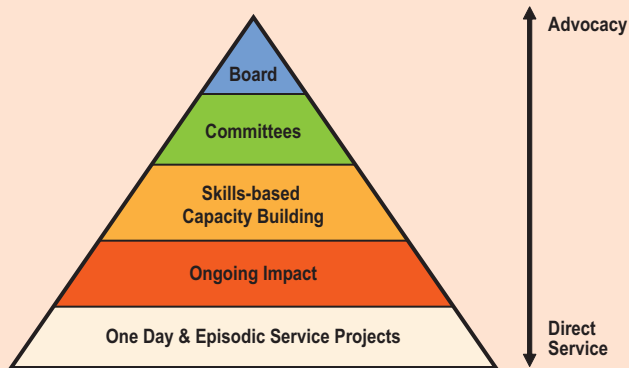 Board
Committees
Skills-based
Capacity Building
Ongoing Impact
One Day & Episodic Service Projects
Advocacy
Direct
Service